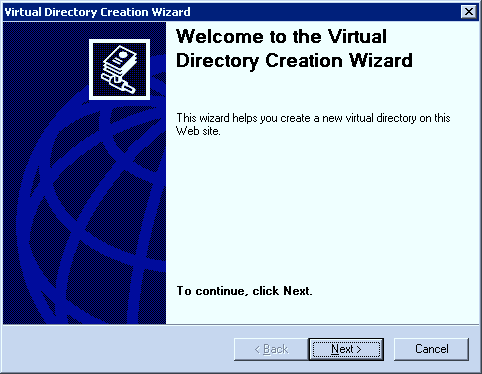 Virtual Directory Creation Wizard
Welcome to the Virtual
Directory Creation Wizard
This wizard helps you create a new virtual directory on this
Web site.
To continue, click Next.
< Back
Next >
Cancel